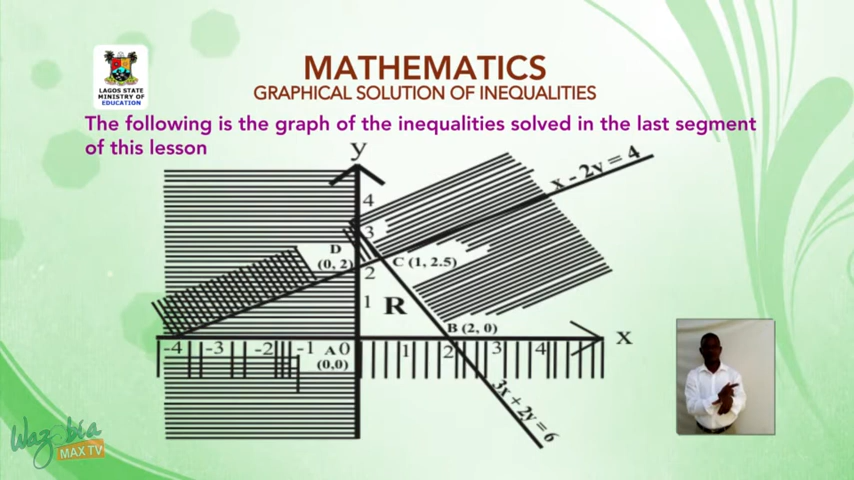 LAGOS STATE
MINISTRY OF
EDUCATION
MATHEMATICS
GRAPHICAL SOLUTION OF INEQUALITIES
The following is the graph of the inequalities solved in the last segment
of this lesson
y
x - 2y = 4
4
3
D
(0, 2)
C (1, 2.5)
2
1
R
B (2, 0)
-4 -3 -2 -1 A 0 1 2 3 4 x
(0,0)
3x + 2y = 6
Wazobia
MAX TV